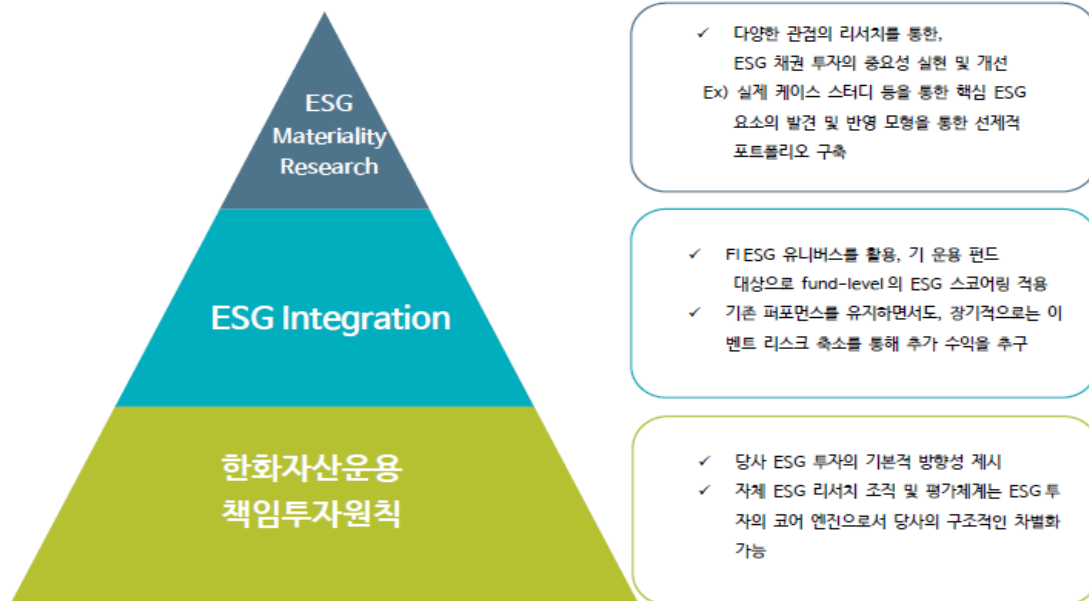 ESG
Materiality
Research
✓ 다양한 관점의 리서치를 통한,
ESG 채권 투자의 중요성 실현 및 개선
Ex) 실제 케이스 스터디 등을 통한 핵심 ESG
요소의 발견 및 반영 모형을 통한 선제적
포트폴리오 구축
ESG Integration
✓ FI ESG 유니버스를 활용, 기 운용 펀드
대상으로 fund-level의 ESG 스코어링 적용
✓ 기존 퍼포먼스를 유지하면서도, 장기적으로는 이
벤트 리스크 축소를 통해 추가 수익을 추구
한화자산운용
책임투자원칙
✓ 당사 ESG 투자의 기본적 방향성 제시
✓ 자체 ESG 리서치 조직 및 평가체계는 ESG 투
자의 코어 엔진으로서 당사의 구조적인 차별화
가능